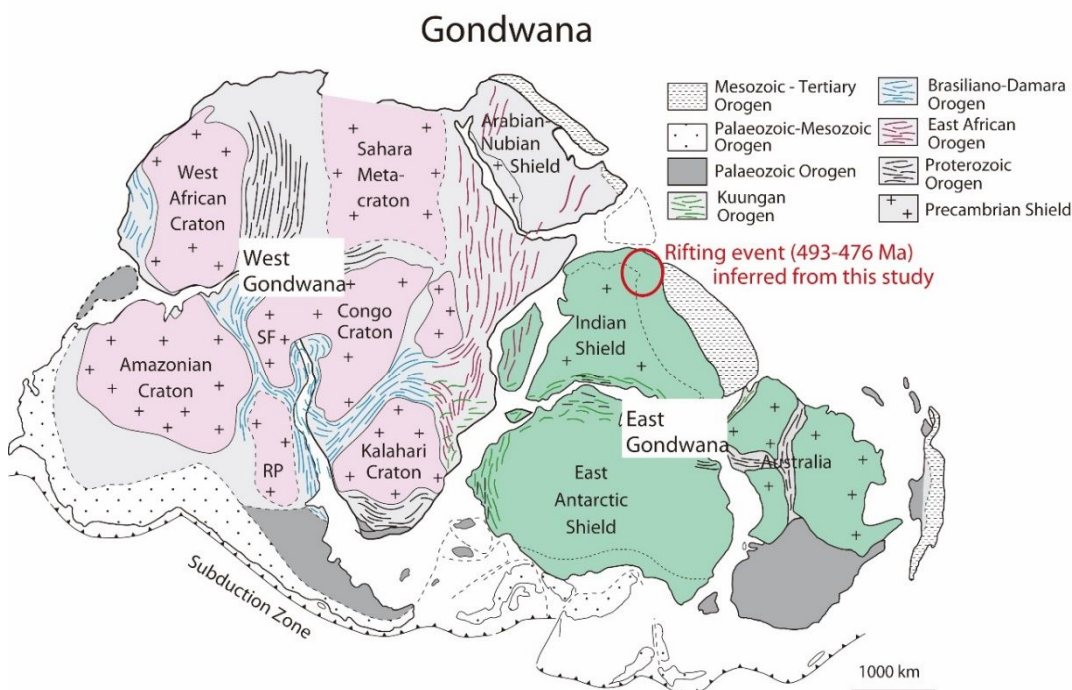 Gondwana
Mesozoic - Tertiary
Orogen
Palaeozoic-Mesozoic
Orogen
Palaeozoic Orogen
Kuungan
Orogen
Brasiliano-Damara
Orogen
East African
Orogen
Proterozoic
Orogen
Precambrian Shield
Arabian-
Nubian
Shield
Sahara
Meta-
craton
West
African
Craton
West
Gondwana
Rifting event (493-476 Ma)
inferred from this study
SF
Congo
Craton
Indian
Shield
Amazonian
Craton
East
Gondwana
Kalahari
Craton
RP
Australia
East
Antarctic
Shield
Subduction Zone
1000 km